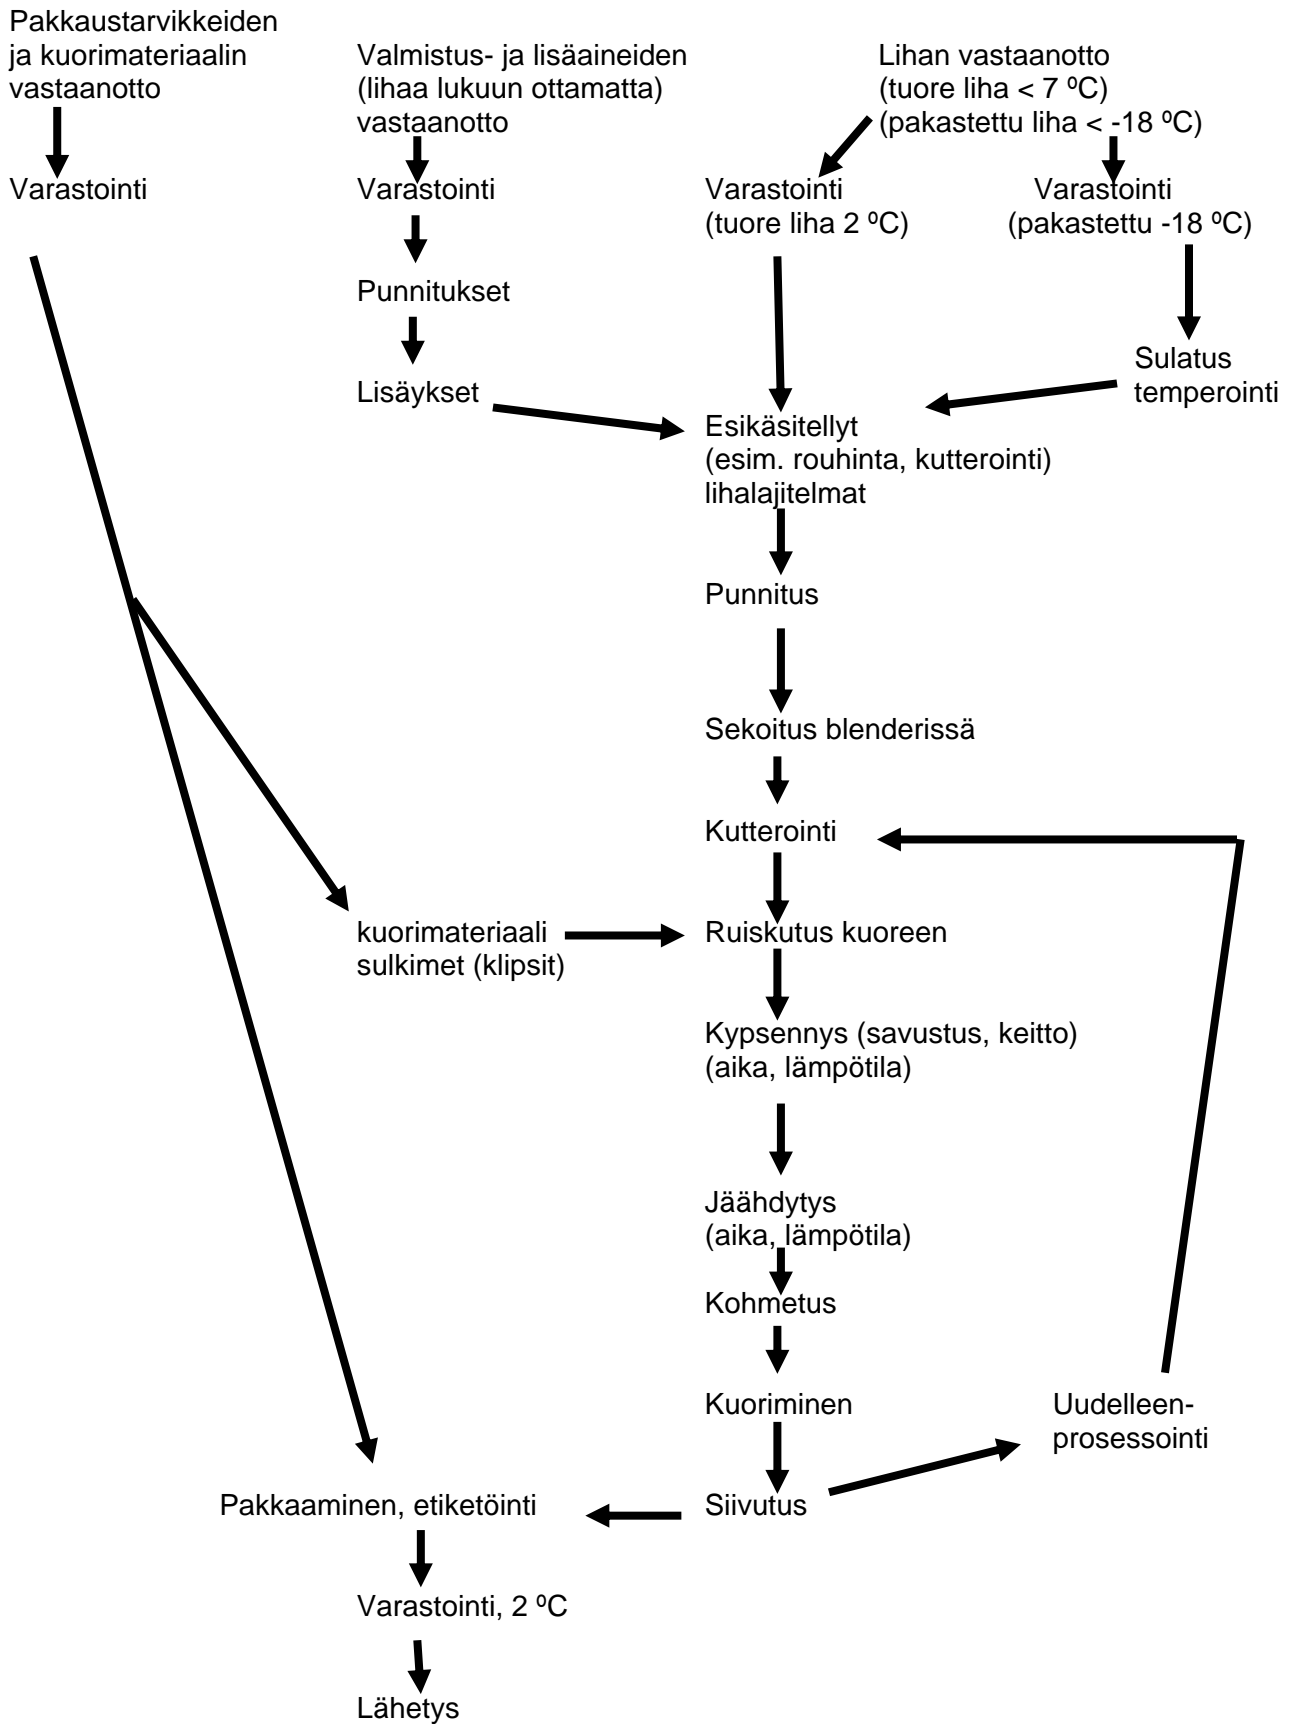 Pakkaustarvikkeiden
ja kuorimateriaalin
vastaanotto
Valmistus- ja lisäaineiden
(lihaa lukuun ottamatta)
vastaanotto
Lihan vastaanotto
(tuore liha < 7 ºC)
(pakastettu liha < -18 ºC)
Varastointi
Varastointi
Varastointi
(tuore liha 2 ºC)
Varastointi
(pakastettu -18 ºC)
Punnitukset
Sulatus
temperointi
Lisäykset
Esikäsitellyt
(esim. rouhinta, kutterointi)
lihalajitelmat
Punnitus
Sekoitus blenderissä
Kutterointi
kuorimateriaali
sulkimet (klipsit)
Ruiskutus kuoreen
Kypsennys (savustus, keitto)
(aika, lämpötila)
Jäähdytys
(aika, lämpötila)
Kohmetus
Kuoriminen
Uudelleen-
prosessointi
Siivutus
Pakkaaminen, etiketöinti
Varastointi, 2 ºC
Lähetys